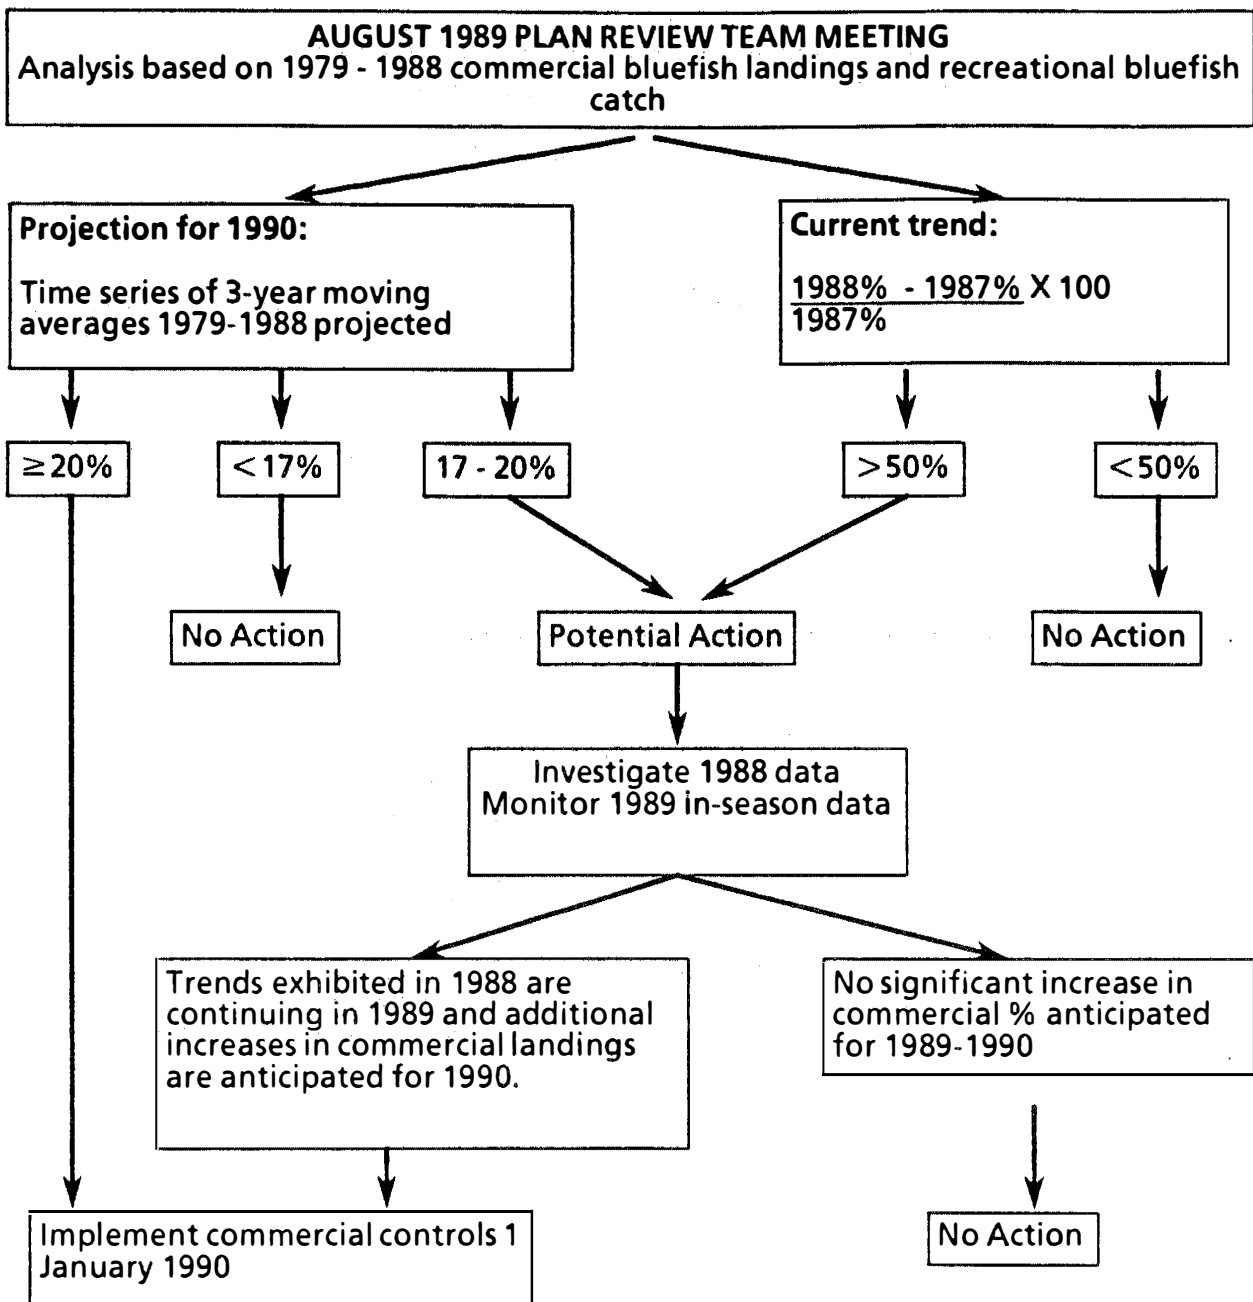 AUGUST 1989 PLAN REVIEW TEAM MEETING
Analysis based on 1979 - 1988 commercial bluefish landings and recreational bluefish
catch
Projection for 1990:
Time series of 3-year moving
averages 1979-1988 projected
Current trend:
1988% - 1987% X 100
1987%
≥20%
<17%
17 - 20%
>50%
<50%
No Action
Potential Action
No Action
Investigate 1988 data
Monitor 1989 in-season data
Trends exhibited in 1988 are
continuing in 1989 and additional
increases in commercial landings
are anticipated for 1990.
No significant increase in
commercial % anticipated
for 1989-1990
Implement commercial controls 1
January 1990
No Action